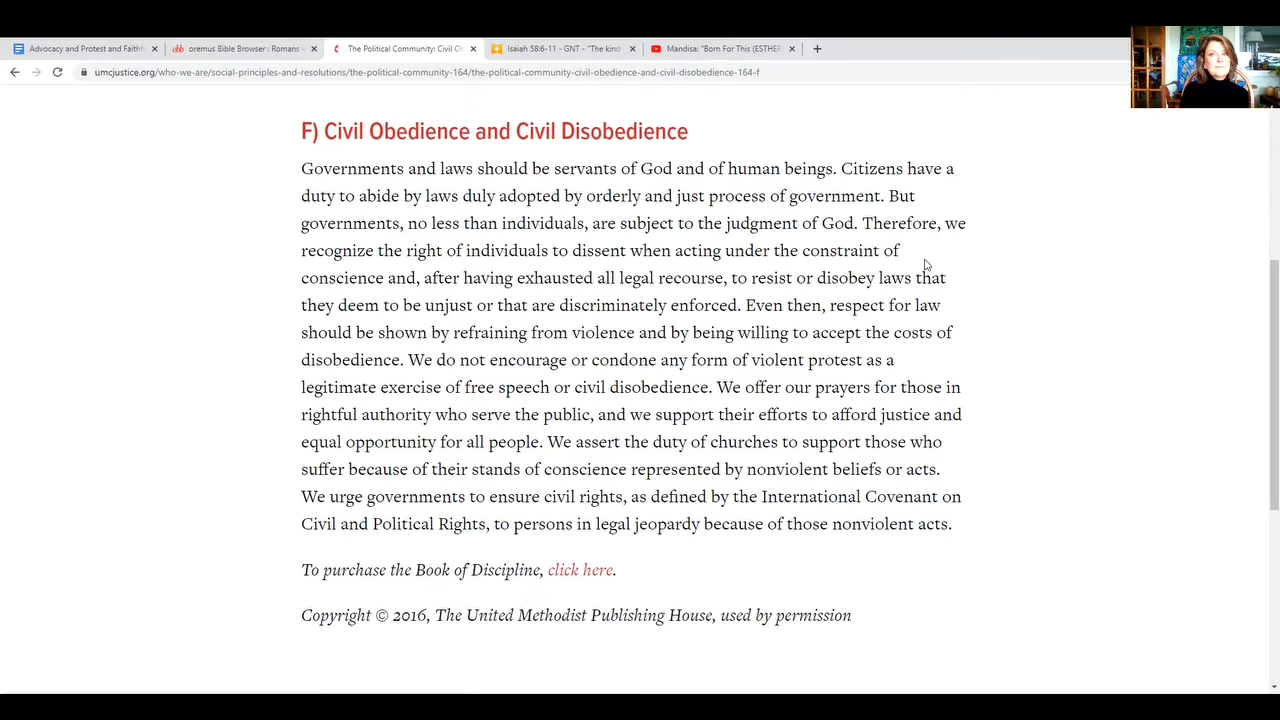 Advocacy and Protest and Faithf
oremus Bible Browser : Romans
The Political Community: Civil O
Isaiah 58:6-11 - GNT - "The kind
Mandisa: "Born For This (ESTHER
umcjustice.org/who-we-are/social-principles-and-resolutions/the-political-community-164/the-political-community-civil-obedience-and-civil-disobedience-164-f
F) Civil Obedience and Civil Disobedience
Governments and laws should be servants of God and of human beings. Citizens have a
duty to abide by laws duly adopted by orderly and just process of government. But
governments, no less than individuals, are subject to the judgment of God. Therefore, we
recognize the right of individuals to dissent when acting under the constraint of
conscience and, after having exhausted all legal recourse, to resist or disobey laws that
they deem to be unjust or that are discriminately enforced. Even then, respect for law
should be shown by refraining from violence and by being willing to accept the costs of
disobedience. We do not encourage or condone any form of violent protest as a
legitimate exercise of free speech or civil disobedience. We offer our prayers for those in
rightful authority who serve the public, and we support their efforts to afford justice and
equal opportunity for all people. We assert the duty of churches to support those who
suffer because of their stands of conscience represented by nonviolent beliefs or acts.
We urge governments to ensure civil rights, as defined by the International Covenant on
Civil and Political Rights, to persons in legal jeopardy because of those nonviolent acts.
To purchase the Book of Discipline, click here.
Copyright © 2016, The United Methodist Publishing House, used by permission